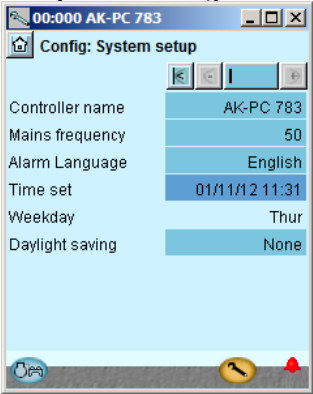 00:000 AK-PC 783
Config: System setup
Controller name AK-PC 783
Mains frequency 50
Alarm Language English
Time set 01/11/12 11:31
Weekday Thur
Daylight saving None